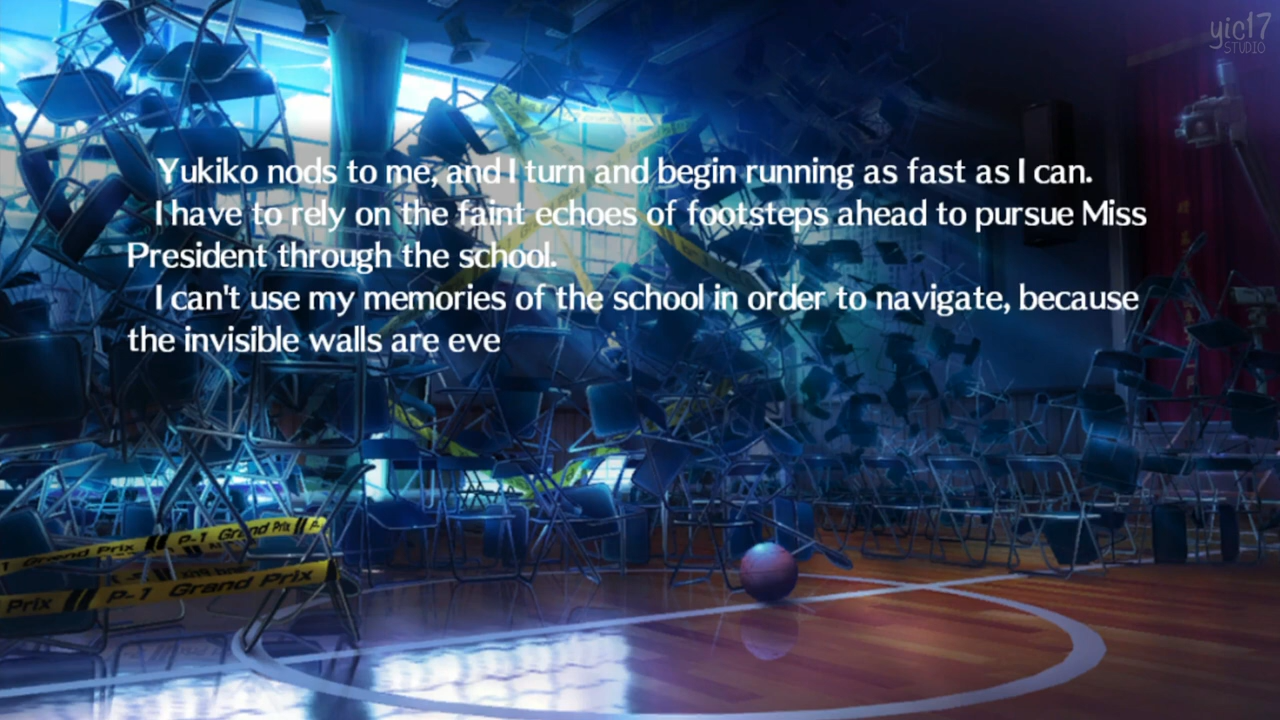 yic17
STUDIO
Yukiko nods to me, and I turn and begin running as fast as I can.
I have to rely on the faint echoes of footsteps ahead to pursue Miss
President through the school.
I can't use my memories of the school in order to navigate, because
the invisible walls are eve
P-1 Grand Prix
Grand Prix
Prix P-1 Grand Prix